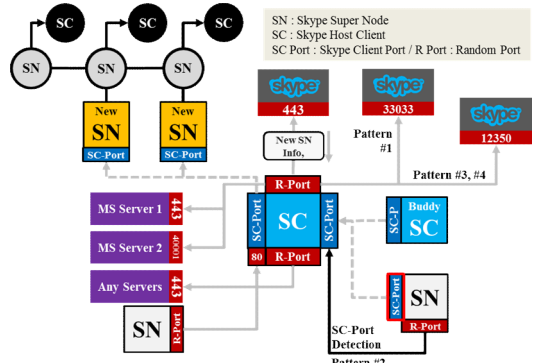 SC
SC
SC
SN : Skype Super Node
SC : Skype Host Client
SC Port : Skype Client Port / R Port : Random Port
SN
SN
SN
skype
443
skype
33033
skype
12350
New
SN
SC-Port
New
SN
SC-Port
New SN
Info,
Pattern
#1
Pattern #3, #4
R-Port
SC-Port
SC
SC-Port
80
R-Port
MS Server 1
443
MS Server 2
40001
Any Servers
443
SC-P
Buddy
SC
SN
R-Port
SC-Port
SN
R-Port
SC-Port
Detection
Pattern #2